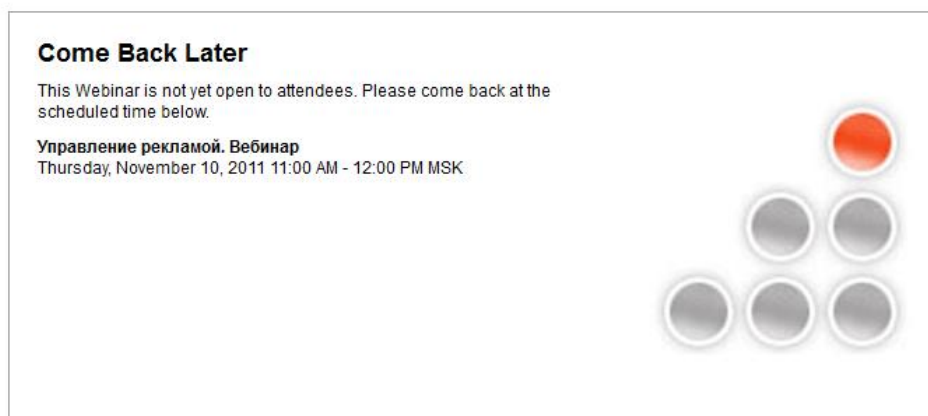 Come Back Later
This Webinar is not yet open to attendees. Please come back at the
scheduled time below.
Управление рекламой. Вебинар
Thursday, November 10, 2011 11:00 AM - 12:00 PM MSK